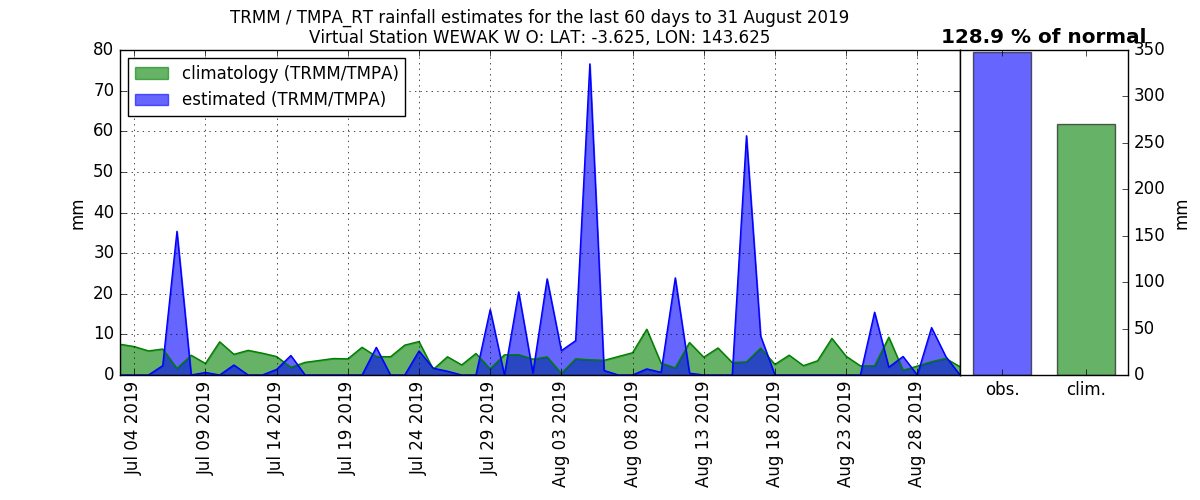 TRMM / TMPA_RT rainfall estimates for the last 60 days to 31 August 2019
Virtual Station WEWAK W O: LAT: -3.625, LON: 143.625
128.9 % of normal
climatology (TRMM/TMPA)
estimated (TRMM/TMPA)
80
70
60
50
40
30
20
10
0
mm
Jul 04 2019
Jul 09 2019
Jul 14 2019
Jul 19 2019
Jul 24 2019
Jul 29 2019
Aug 03 2019
Aug 08 2019
Aug 13 2019
Aug 18 2019
Aug 23 2019
Aug 28 2019
obs.
clim.
350
300
250
200
150
100
50
0
mm